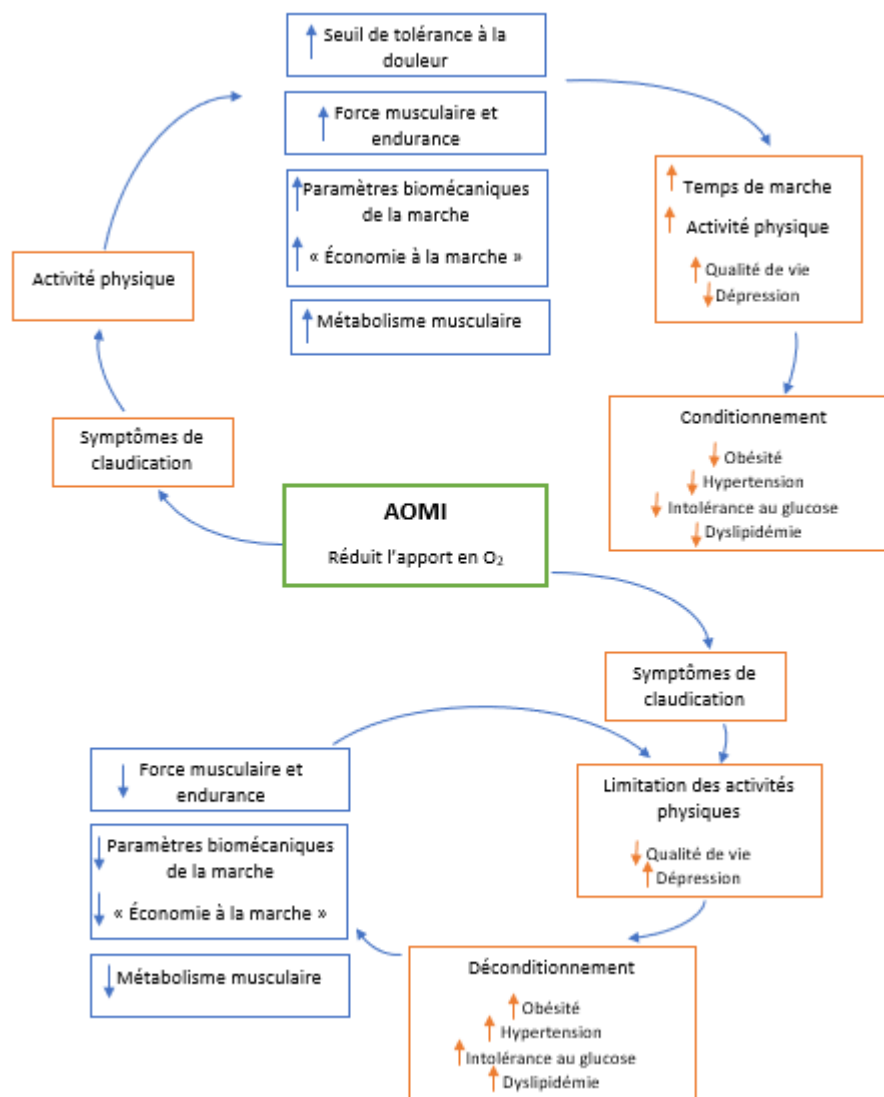 Seuil de tolérance à la
douleur
Force musculaire et
endurance
Paramètres biomécaniques
de la marche
« Économie à la marche »
Métabolisme musculaire
Temps de marche
Activité physique
Qualité de vie
Dépression
Activité physique
Symptômes de
claudication
Conditionnement
Obésité
Hypertension
Intolérance au glucose
Dyslipidémie
AOMI
Réduit l'apport en O₂
Symptômes de
claudication
Limitation des activités
physiques
Qualité de vie
Dépression
Force musculaire et
endurance
Paramètres biomécaniques
de la marche
« Économie à la marche »
Métabolisme musculaire
Déconditionnement
Obésité
Hypertension
Intolérance au glucose
Dyslipidémie